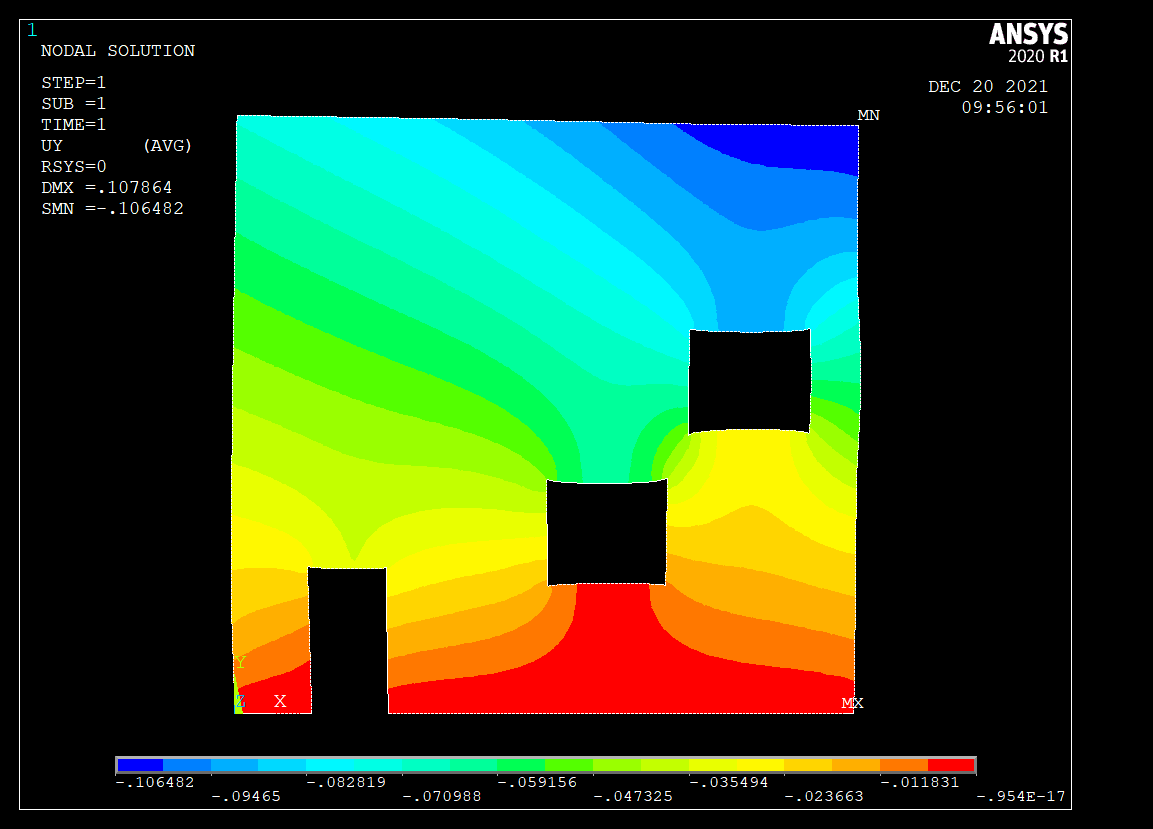 1
ANSYS
2020 R1
NODAL SOLUTION
STEP=1
SUB =1
TIME=1
UY (AVG)
RSYS=0
DMX =.107864
SMN =-.106482
DEC 20 2021
09:56:01
MN
Y
Z X
MX
-.106482 -.082819 -.059156 -.035494 -.011831
-.09465 -.070988 -.047325 -.023663 -.954E-17